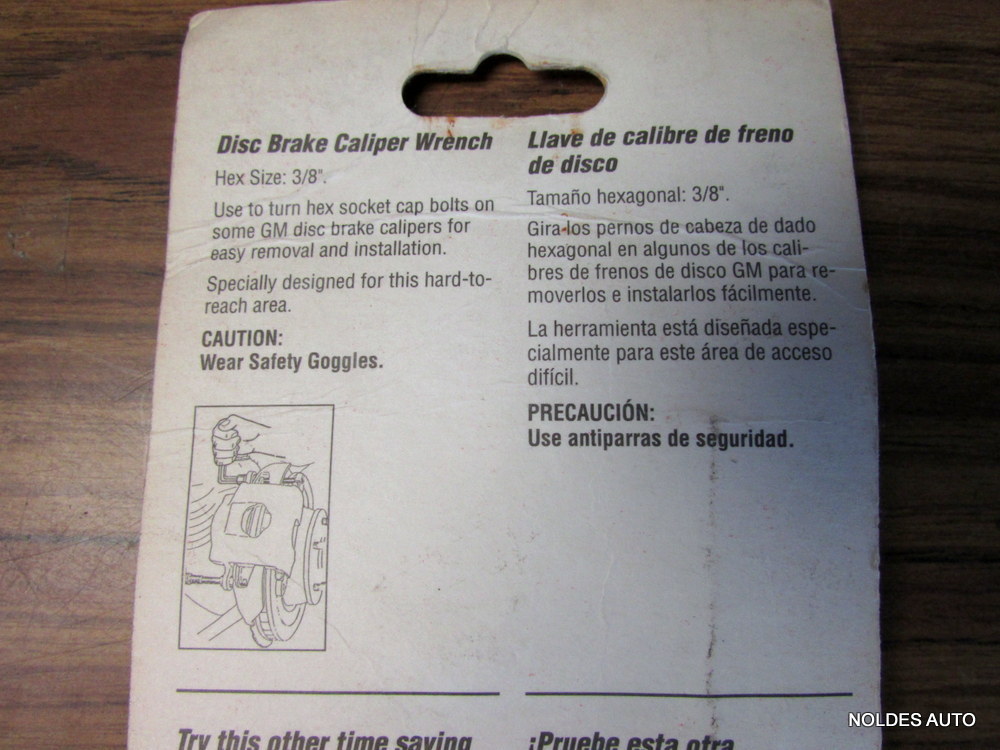 Disc Brake Caliper Wrench
Hex Size: 3/8".
Use to turn hex socket cap bolts on
some GM disc brake calipers for
easy removal and installation.
Specially designed for this hard-to-
reach area.
CAUTION:
Wear Safety Goggles.
Try this other time saving
Llave de calibre de freno
de disco
Tamaño hexagonal: 3/8".
Gira los pernos de cabeza de dado
hexagonal en algunos de los cali-
bres de frenos de disco GM para re-
moverlos e instalarlos fácilmente.
La herramienta está diseñada espe-
cialmente para este área de acceso
difícil.
PRECAUCIÓN:
Use antiparras de seguridad.
¡Pruebe esta otra
NOLDES AUTO